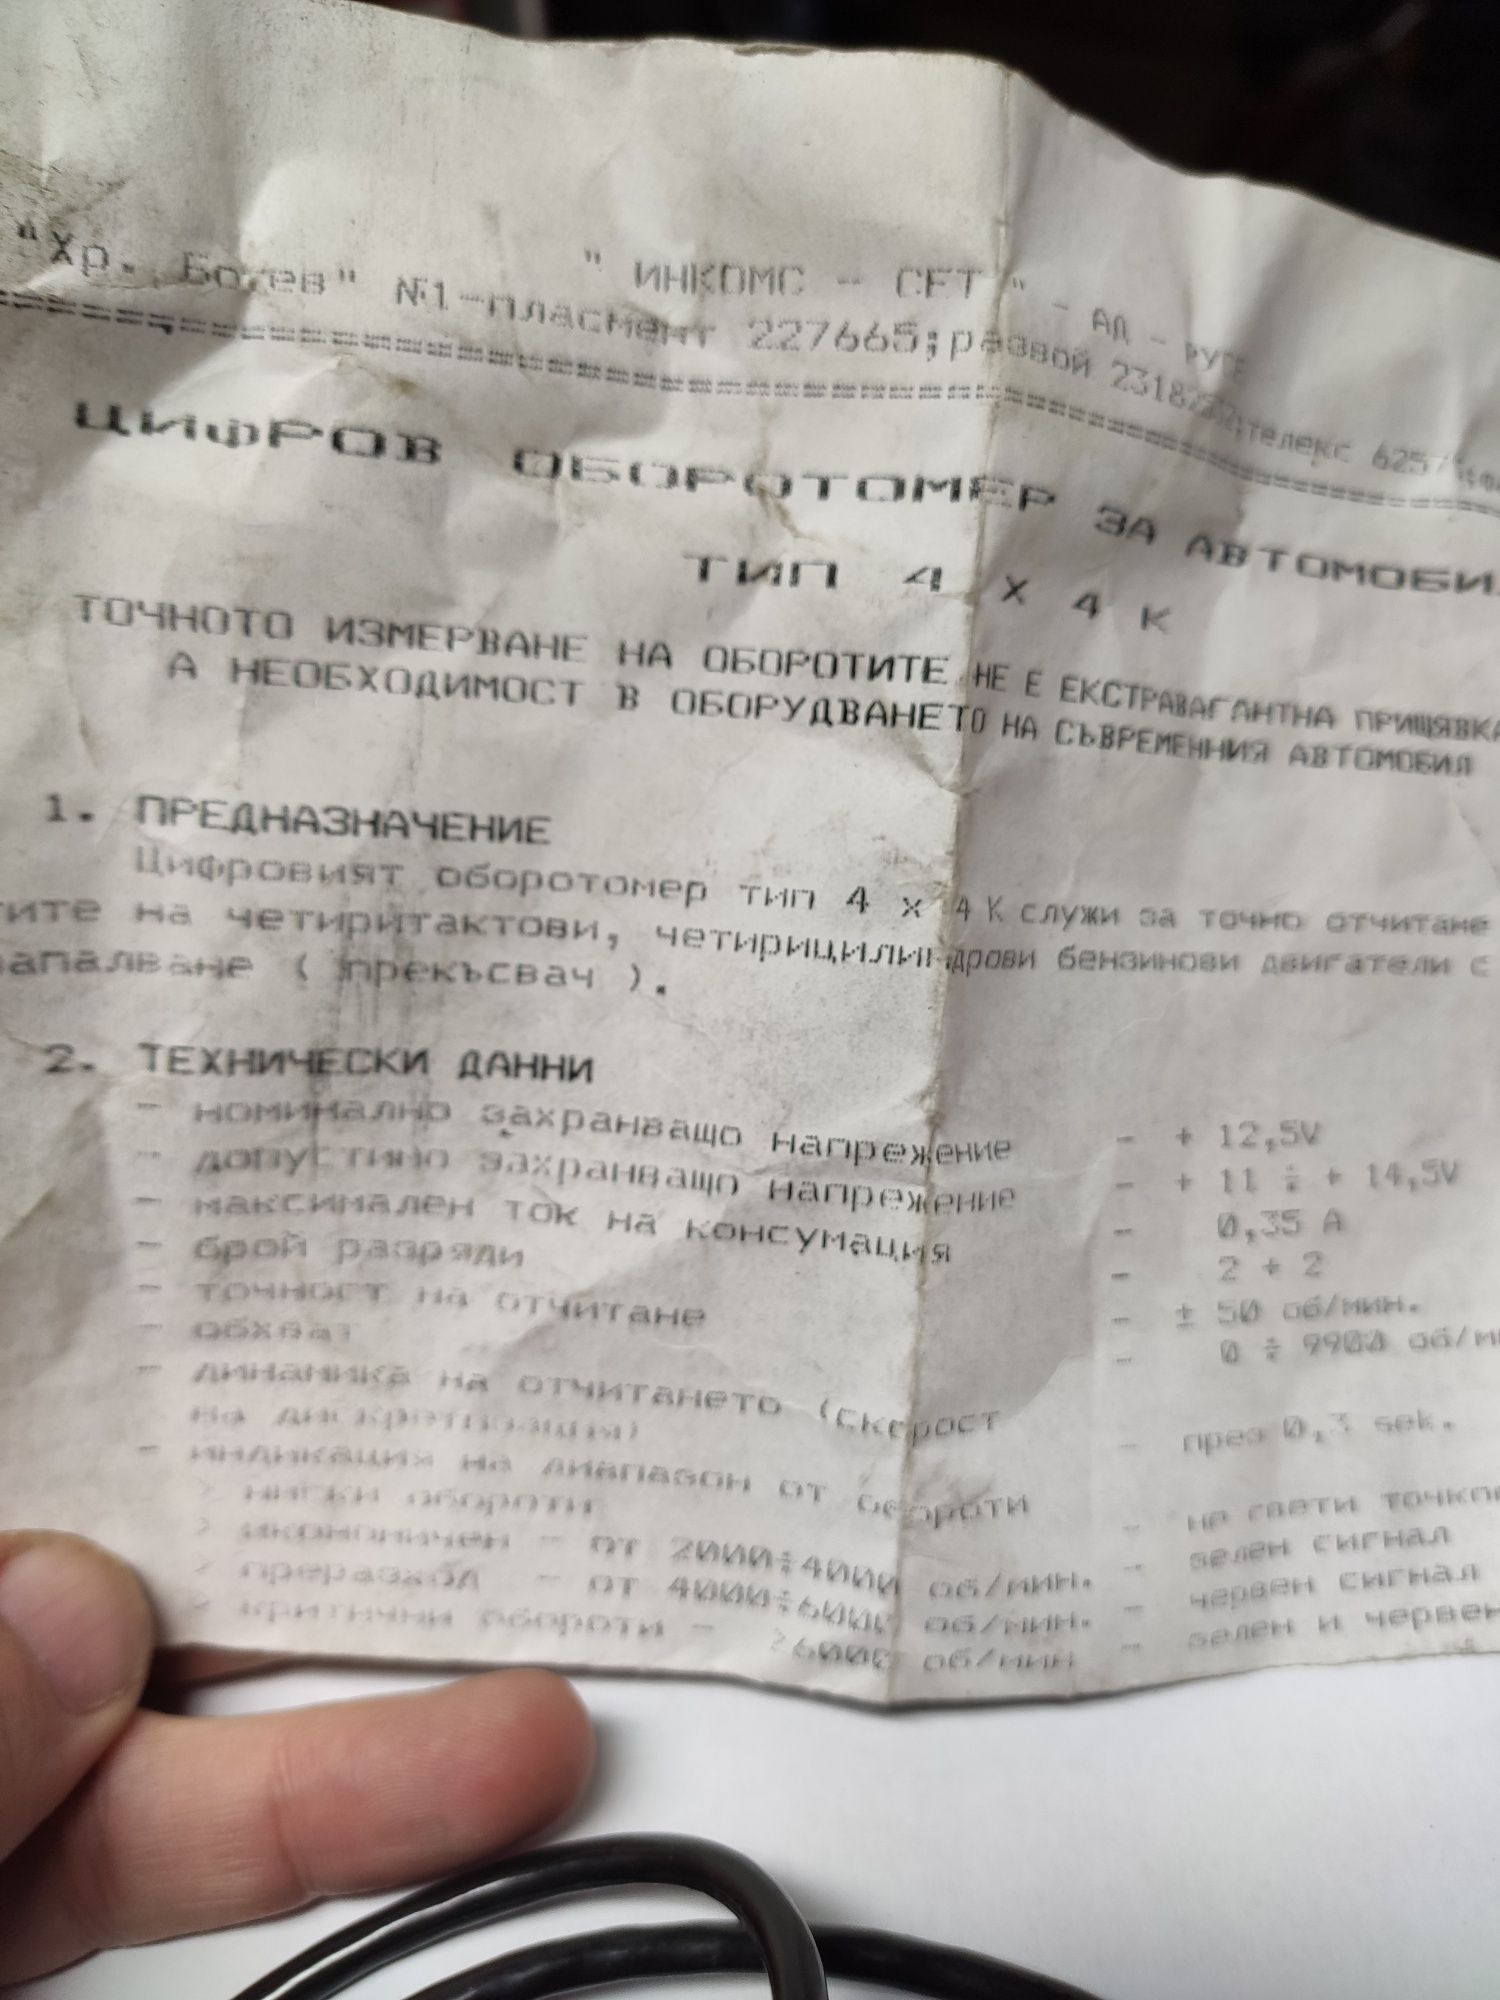 " ИНКОМС - СЕТ " - АД - РУСЕ
"Хр. Ботев" №1-пласмент 227665;развой 231822;телекс 6257
ЦИФРОВ ОБОРОТОМЕР ЗА АВТОМОБИ
ТИП 4 Х 4 К
ТОЧНОТО ИЗМЕРВАНЕ НА ОБОРОТИТЕ НЕ Е ЕКСТРАВАГАНТНА ПРИЩЯВКА
А НЕОБХОДИМОСТ В ОБОРУДВАНЕТО НА СЪВРЕМЕННИЯ АВТОМОБИЛ
1. ПРЕДНАЗНАЧЕНИЕ
Цифровият оборотомер тип 4 х 4 К служи за точно отчитане
ите на четиритактови, четирицилиндрови бензинови двигатели с
апалване ( прекъсвач ).
2. ТЕХНИЧЕСКИ ДАННИ
- номинално захранващо напрежение - + 12,5V
- допустино захранващо напрежение - + 11 ÷ + 14,5V
- максимален ток на консумация - 0,35 А
- брой разряди - 2 + 2
- точност на отчитане - ± 50 об/мин.
- обхват - 0 ÷ 9900 об/ми
- динамика на отчитането (скорост
на дискретизация) - през 0,3 sek.
- индикация на диапазон от обороти
> ниски обороти - не свети точков
> икономичен - от 2000÷4000 об/мин. - зелен сигнал
> преразход - от 4000÷6000 об/мин. - червен сигнал
> критични обороти - >6000 об/мин - зелен и червен